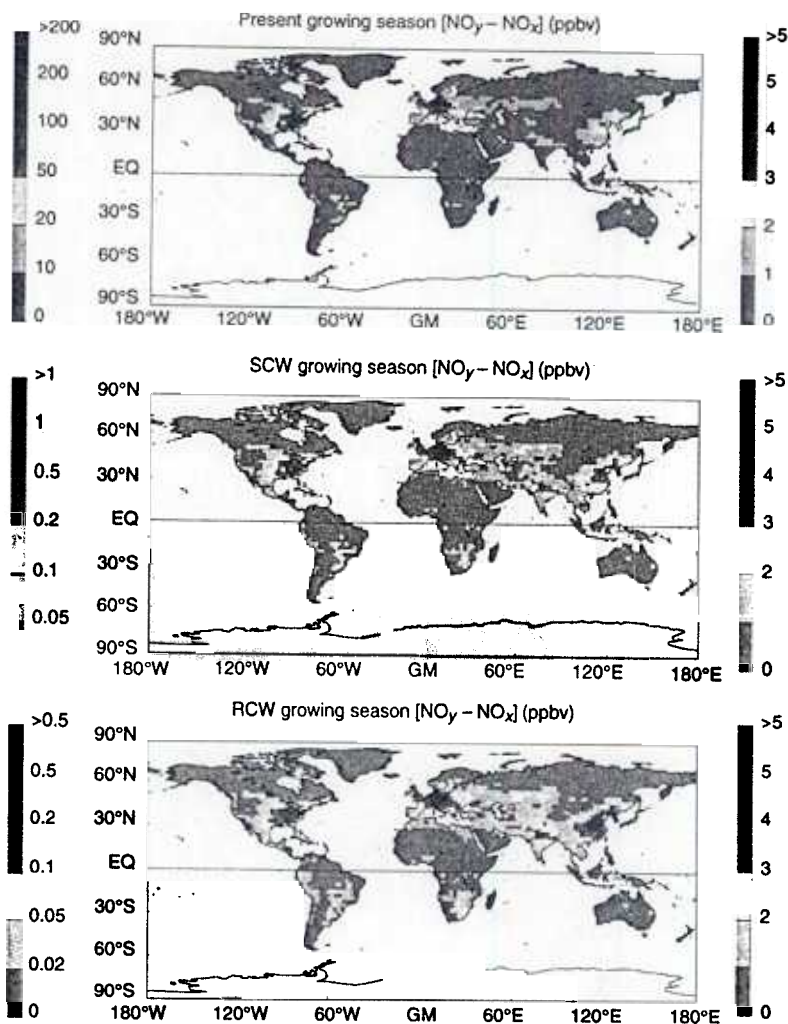 Present growing season [NOy – NOx] (ppbv)
>200
200
100
50
20
10
0
90°N
60°N
30°N
EQ
30°S
60°S
90°S
180°W 120°W 60°W GM 60°E 120°E 180°E
>5
5
4
3
2
1
0
SCW growing season [NOy – NOx] (ppbv)
>1
1
0.5
0.2
0.1
0.05
90°N
60°N
30°N
EQ
30°S
60°S
90°S
180°W 120°W 60°W GM 60°E 120°E 180°E
>5
5
4
3
2
0
RCW growing season [NOy – NOx] (ppbv)
>0.5
0.5
0.2
0.1
0.05
0.02
0
90°N
60°N
30°N
EQ
30°S
60°S
90°S
180°W 120°W 60°W GM 60°E 120°E 180°E
>5
5
4
3
2
0